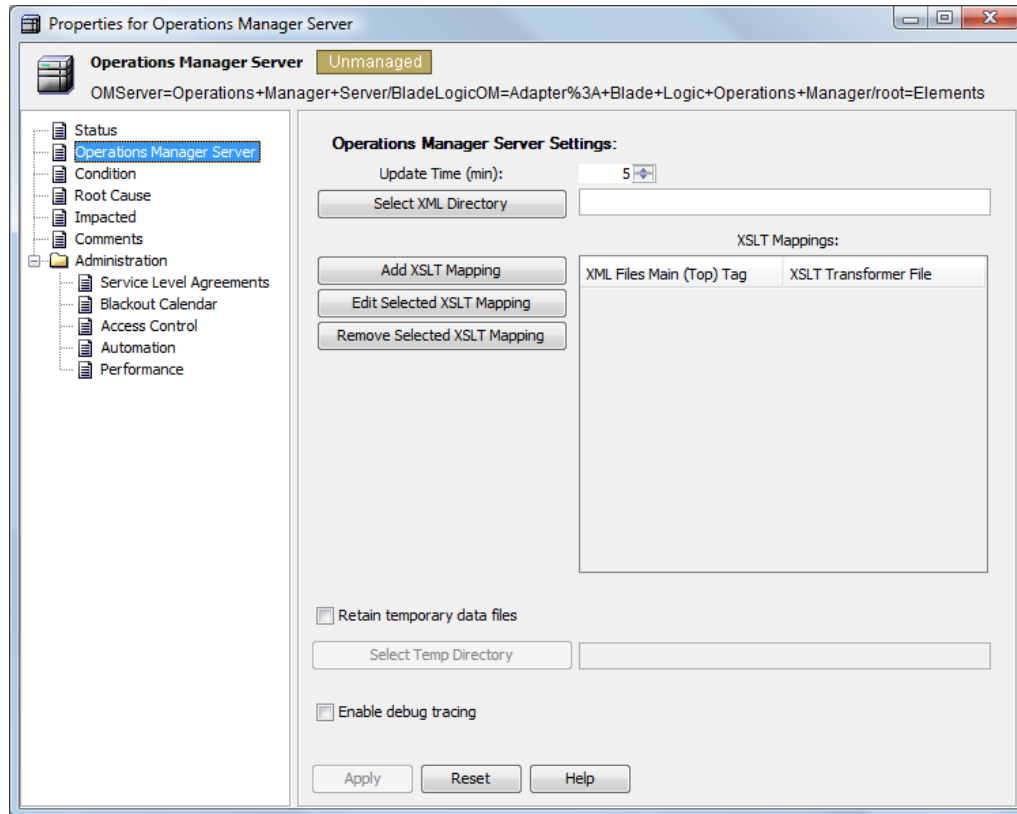 Properties for Operations Manager Server
Operations Manager Server Unmanaged
OMServer=Operations+Manager+Server/BladeLogicOM=Adapter%3A+Blade+Logic+Operations+Manager/root=Elements
Status
Operations Manager Server
Condition
Root Cause
Impacted
Comments
Administration
Service Level Agreements
Blackout Calendar
Access Control
Automation
Performance
Operations Manager Server Settings:
Update Time (min): 5
Select XML Directory
XSLT Mappings:
Add XSLT Mapping
Edit Selected XSLT Mapping
Remove Selected XSLT Mapping
XML Files Main (Top) Tag XSLT Transformer File
Retain temporary data files
Select Temp Directory
Enable debug tracing
Apply Reset Help